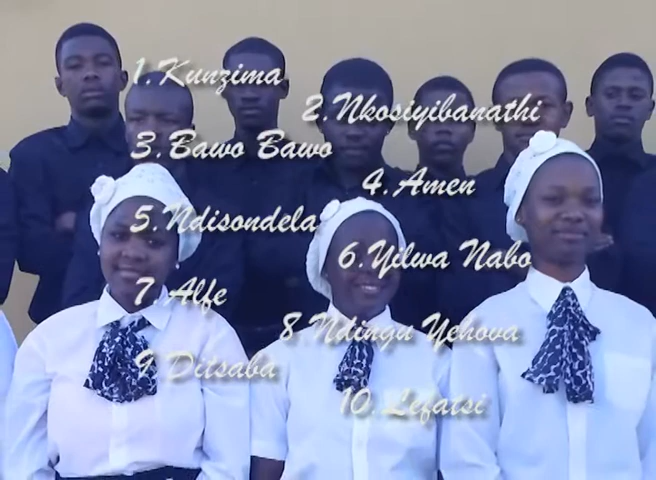 1.Kunzima
2.Nkosiyibanathi
3.Bawo Bawo
4.Amen
5.Ndisondela
6.Yilwa Nabo
7.Alfe
8.Ndingu Yehova
9.Ditsaba
10.Lefatsi